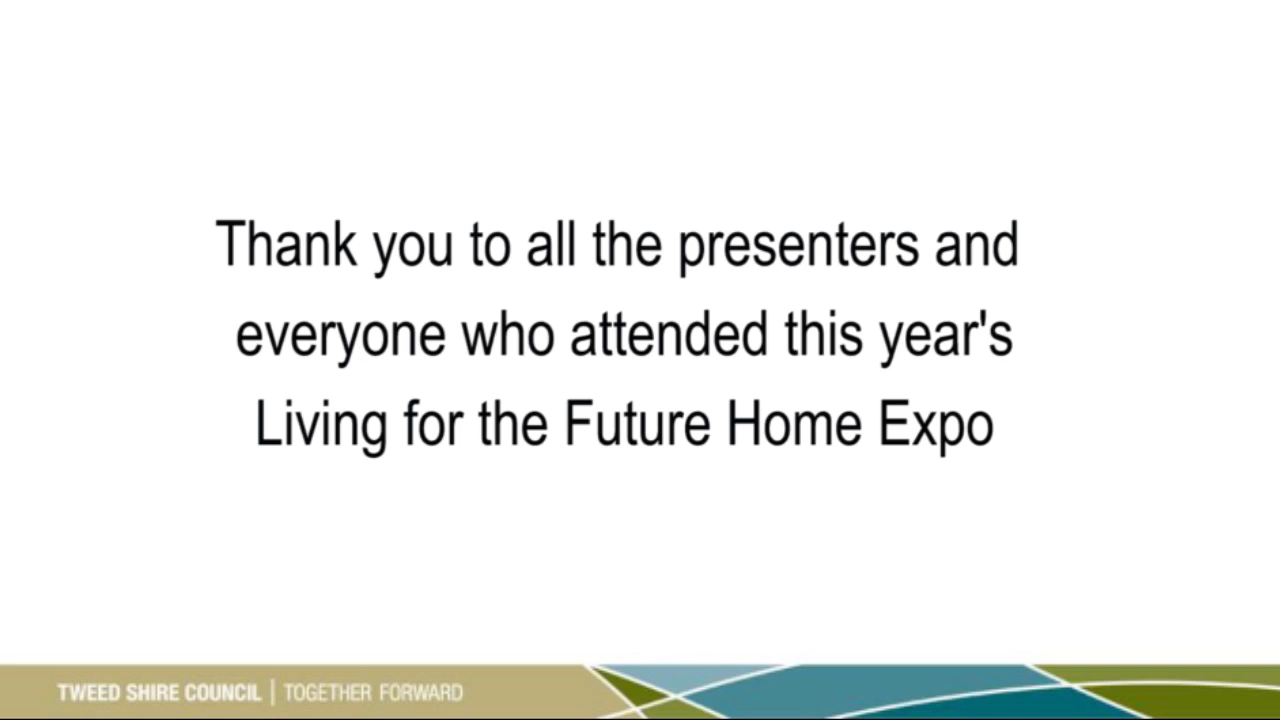 Thank you to all the presenters and
everyone who attended this year's
Living for the Future Home Expo
TWEED SHIRE COUNCIL | TOGETHER FORWARD